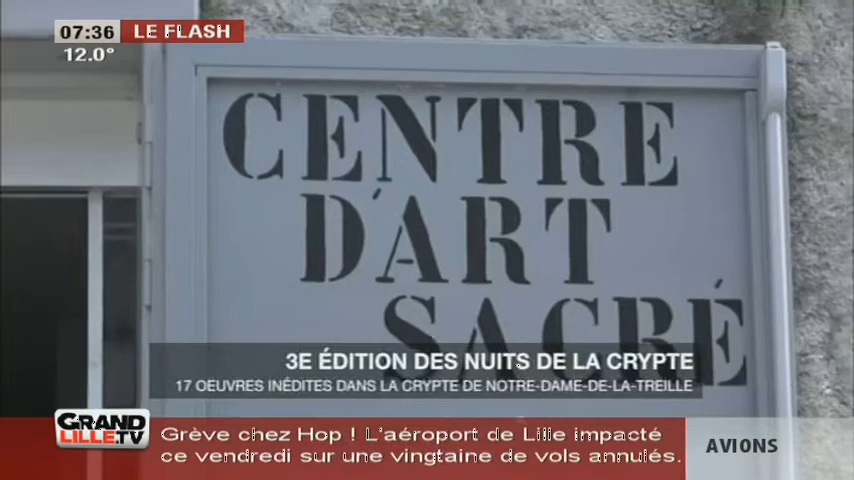 07:36 LE FLASH
12.0°
CENTRE
D'ART
SACRÉ
3E ÉDITION DES NUITS DE LA CRYPTE
17 OEUVRES INÉDITES DANS LA CRYPTE DE NOTRE-DAME-DE-LA-TREILLE
GRAND
LILLE.TV
Grève chez Hop ! L'aéroport de Lille impacté
ce vendredi sur une vingtaine de vols annulés.
AVIONS